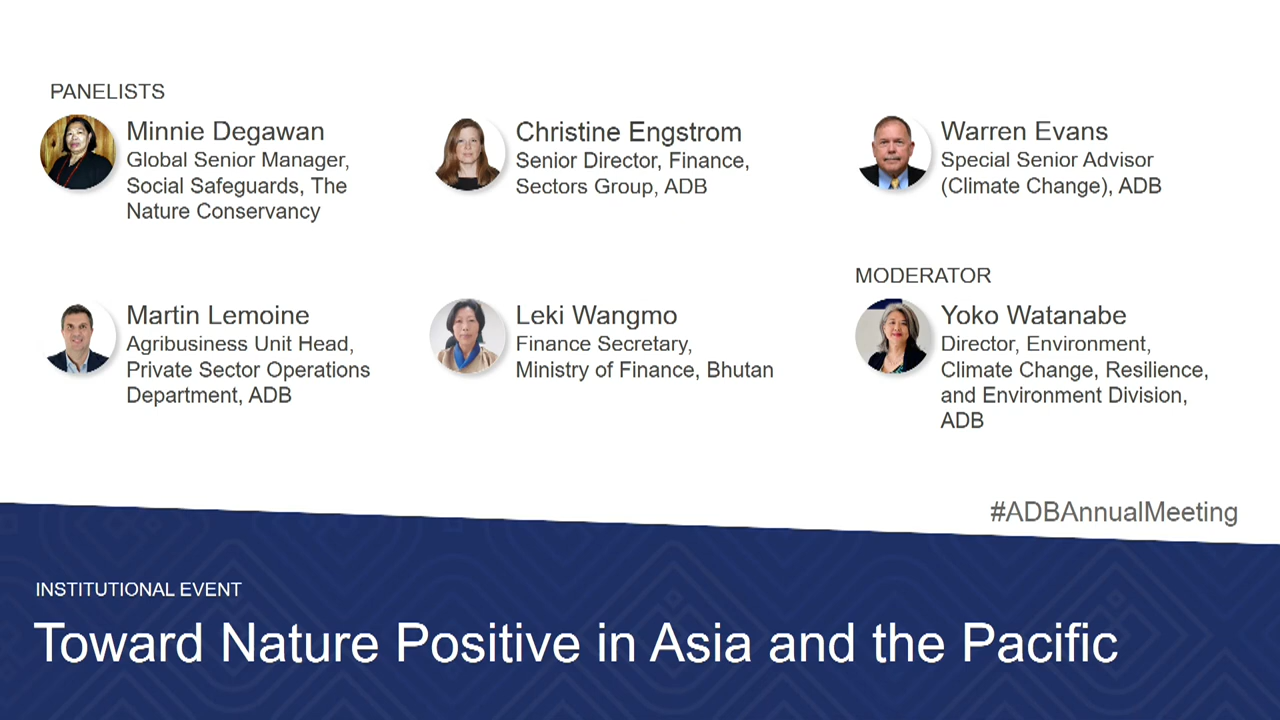 PANELISTS
Minnie Degawan
Global Senior Manager,
Social Safeguards, The
Nature Conservancy
Christine Engstrom
Senior Director, Finance,
Sectors Group, ADB
Warren Evans
Special Senior Advisor
(Climate Change), ADB
Martin Lemoine
Agribusiness Unit Head,
Private Sector Operations
Department, ADB
Leki Wangmo
Finance Secretary,
Ministry of Finance, Bhutan
MODERATOR
Yoko Watanabe
Director, Environment,
Climate Change, Resilience,
and Environment Division,
ADB
#ADBAnnualMeeting
INSTITUTIONAL EVENT
Toward Nature Positive in Asia and the Pacific